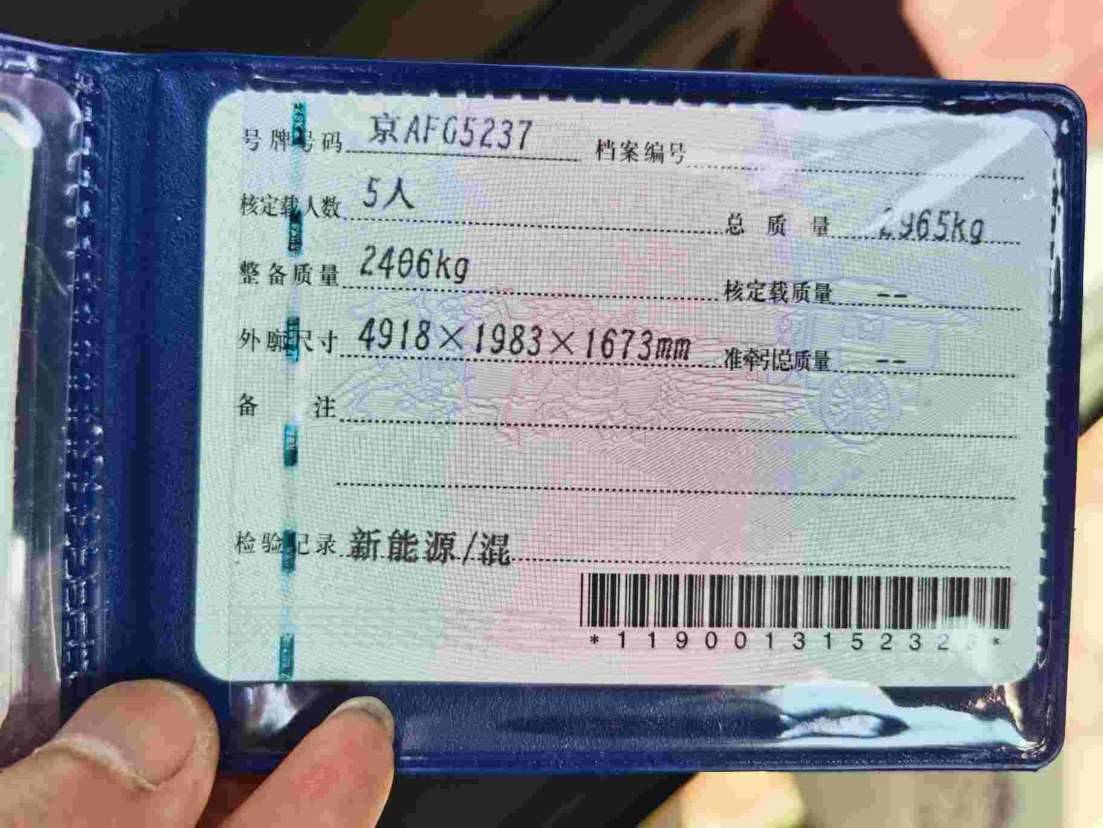 号牌号码 京AFG5237 档案编号
核定载人数 5人 总质量 2965kg
整备质量 2406kg 核定载质量 --
外廓尺寸 4918×1983×1673mm 准牵引总质量 --
备注
检验记录 新能源/混
*1190013152323*